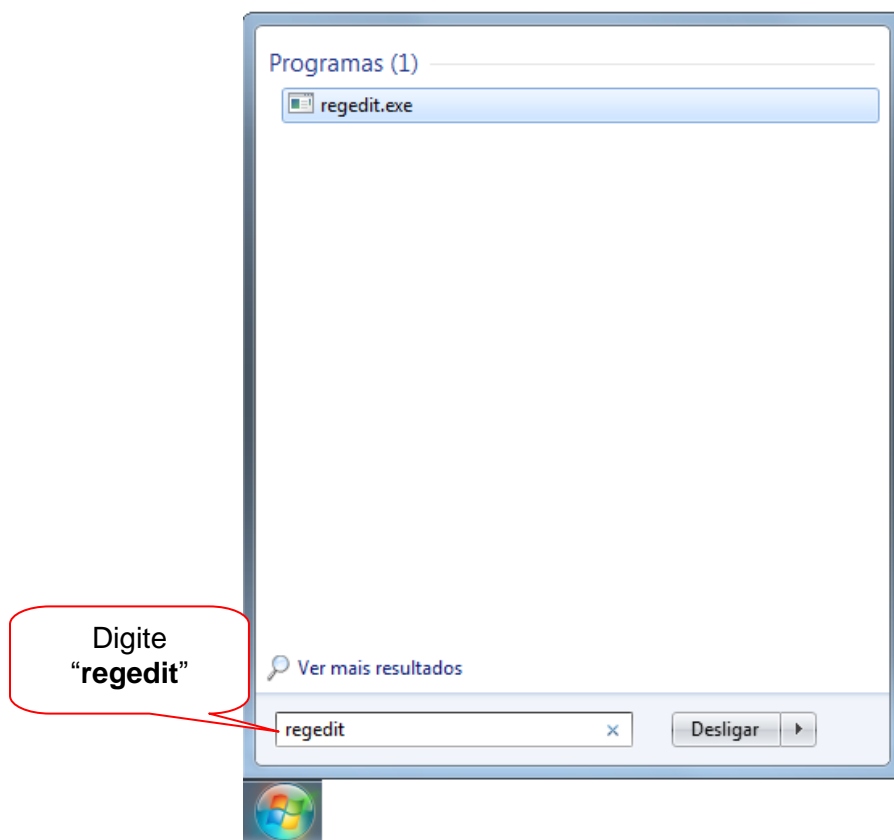 Programas (1)
regedit.exe
Digite
“regedit”
Ver mais resultados
regedit
Desligar